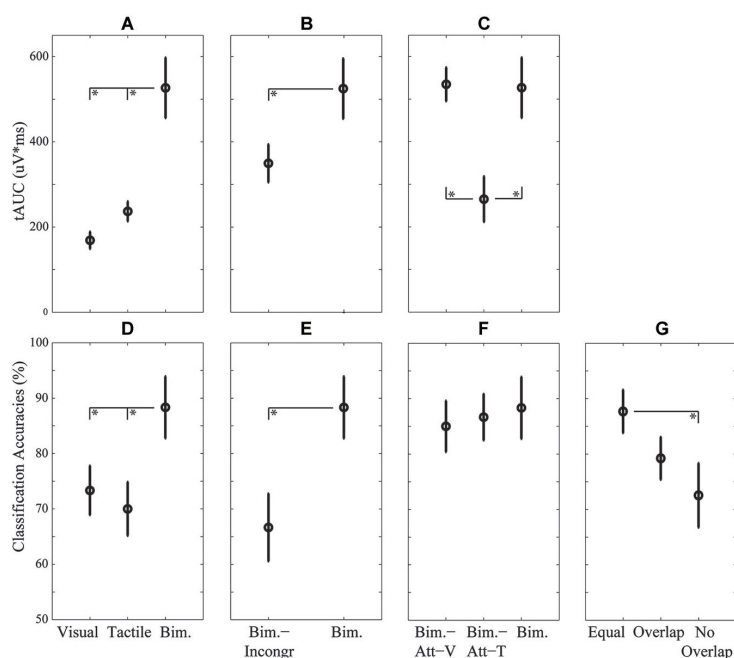 A
B
C
600
400
200
0
tAUC (uV*ms)
*
*
*
*
*
D
E
F
G
100
90
80
70
60
50
Classification Accuracies (%)
*
*
*
*
Visual
Tactile
Bim.
Bim.−
Incongr
Bim.
Bim.−
Att−V
Bim.−
Att−T
Bim.
Equal
Overlap
No
Overlap